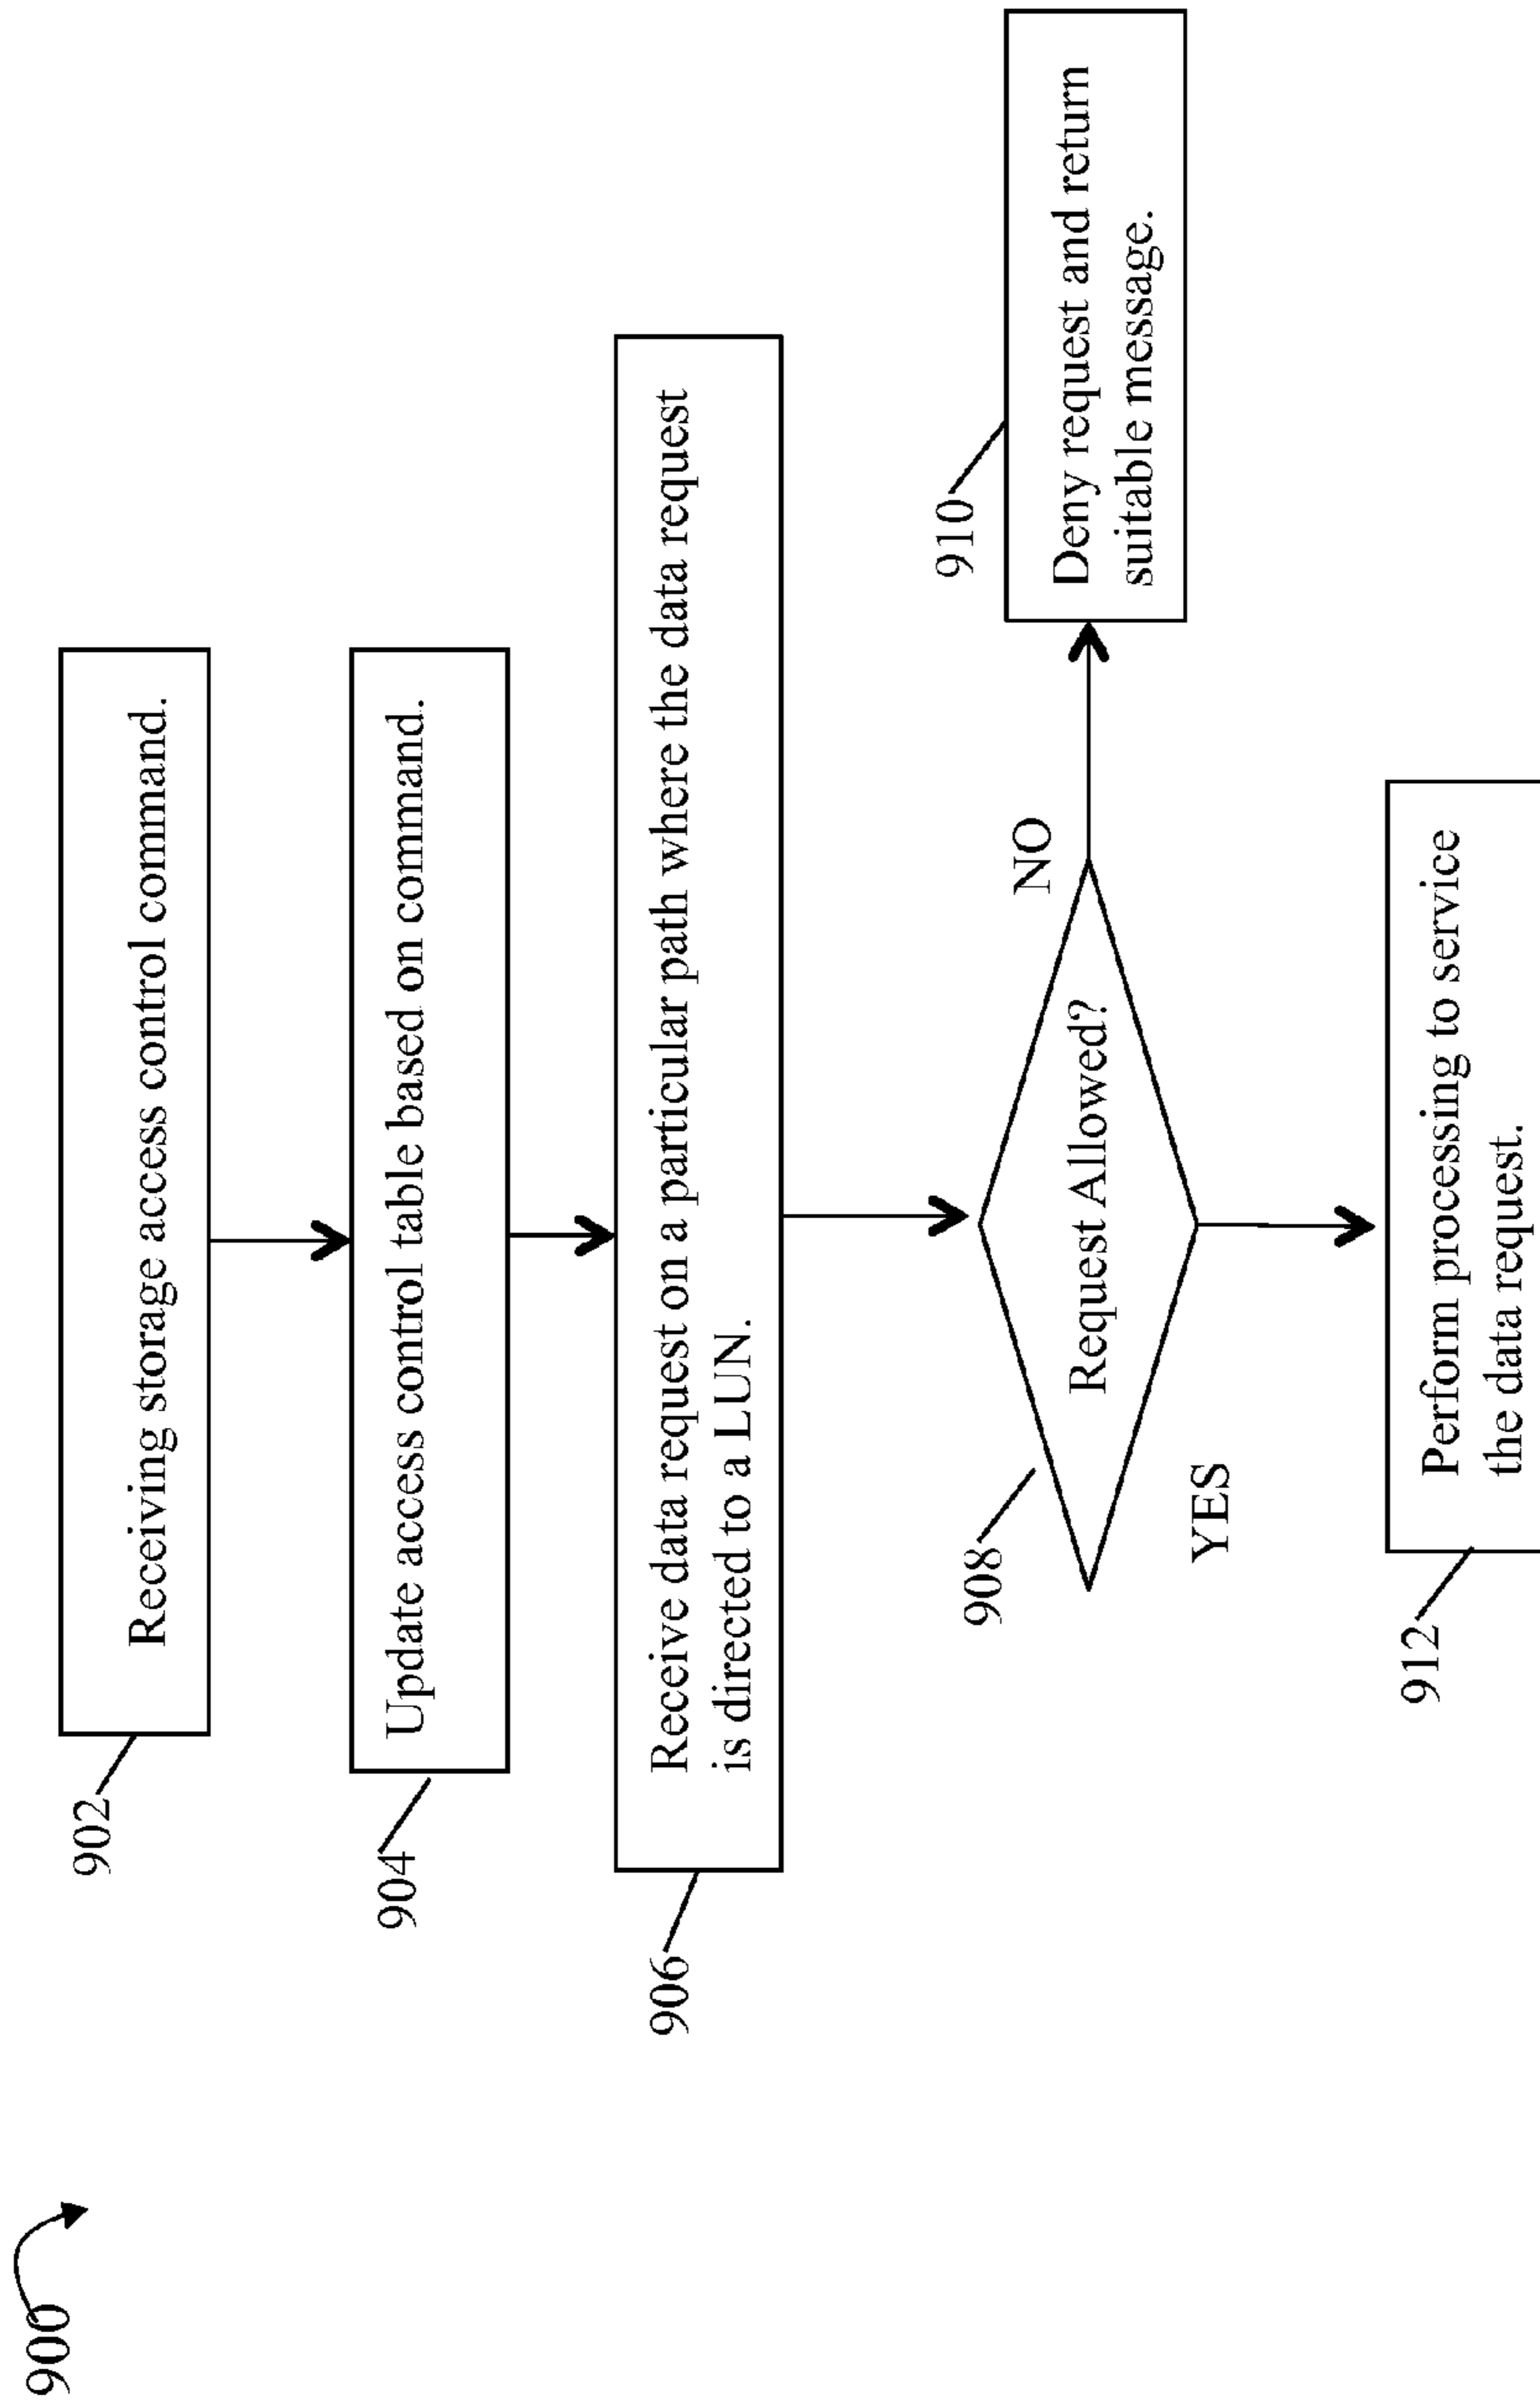 900
902
Receiving storage access control command.
904
Update access control table based on command.
906
Receive data request on a particular path where the data request
is directed to a LUN.
908
Request Allowed?
NO
910
Deny request and return
suitable message.
YES
912
Perform processing to service
the data request.